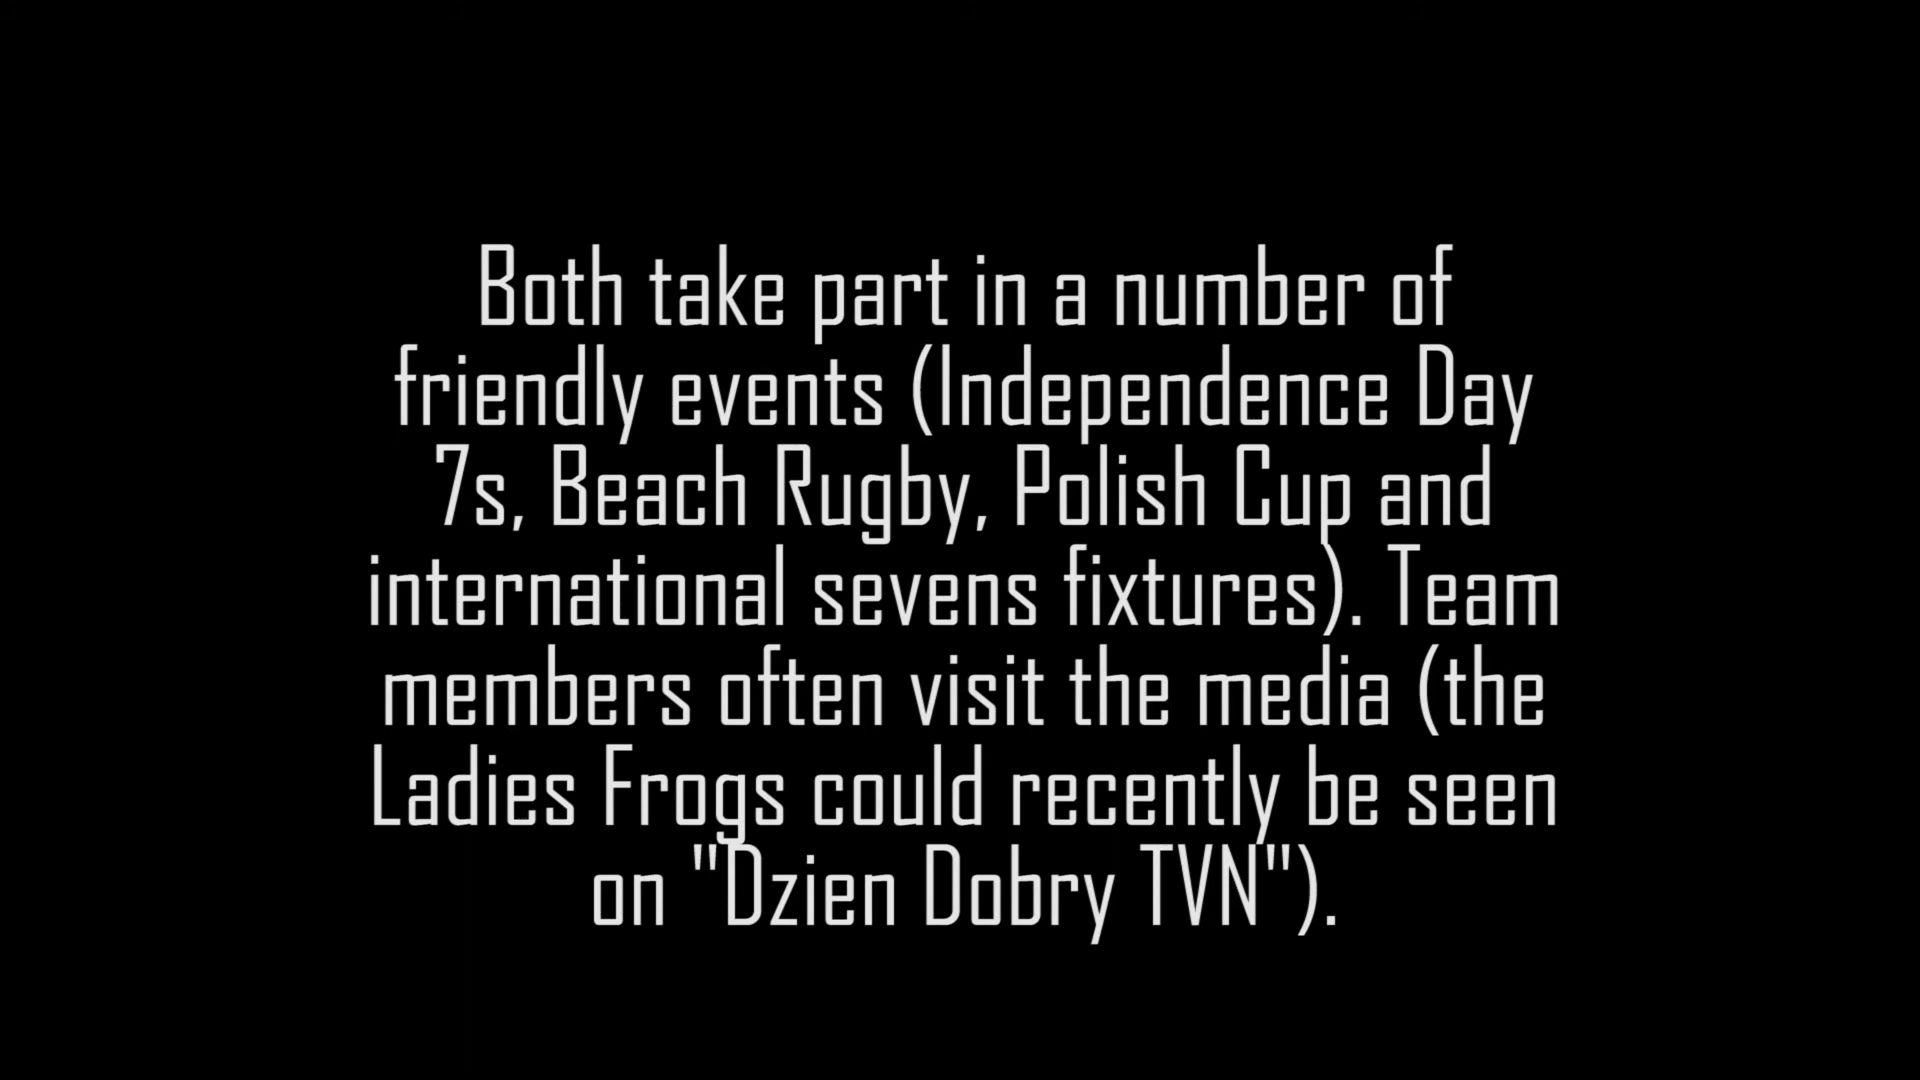 Both take part in a number of
friendly events (Independence Day
7s, Beach Rugby, Polish Cup and
international sevens fixtures). Team
members often visit the media (the
Ladies Frogs could recently be seen
on "Dzien Dobry TVN").